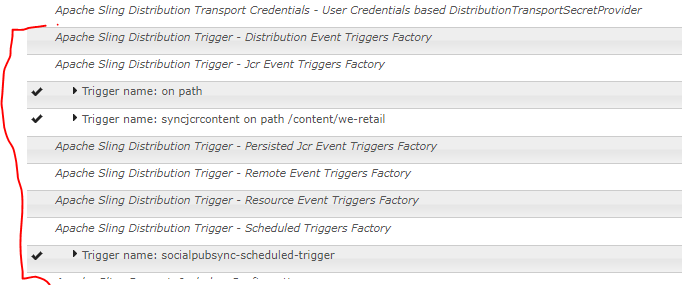 Apache Sling Distribution Transport Credentials - User Credentials based DistributionTransportSecretProvider
Apache Sling Distribution Trigger - Distribution Event Triggers Factory
Apache Sling Distribution Trigger - Jcr Event Triggers Factory
Trigger name: on path
Trigger name: syncjcrcontent on path /content/we-retail
Apache Sling Distribution Trigger - Persisted Jcr Event Triggers Factory
Apache Sling Distribution Trigger - Remote Event Triggers Factory
Apache Sling Distribution Trigger - Resource Event Triggers Factory
Apache Sling Distribution Trigger - Scheduled Triggers Factory
Trigger name: socialpubsync-scheduled-trigger